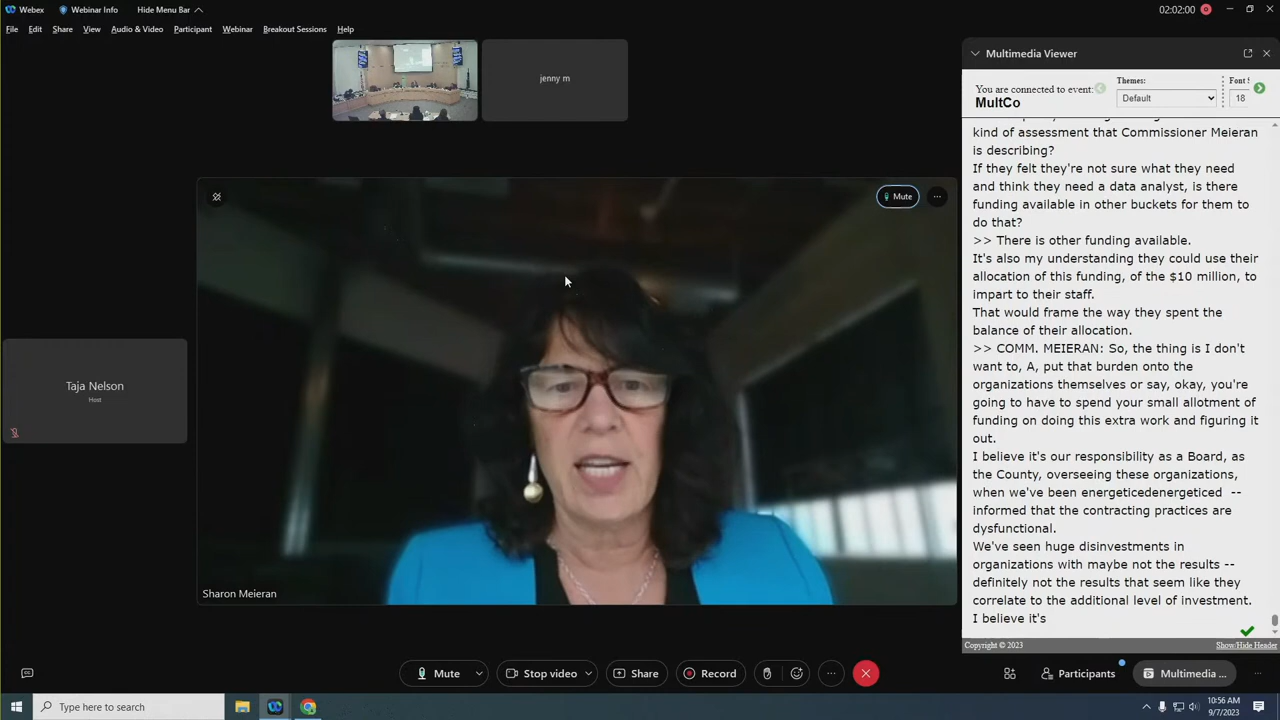 Webex
Webinar Info
Hide Menu Bar
02:02:00
File
Edit
Share
View
Audio & Video
Participant
Webinar
Breakout Sessions
Help
jenny m
Mute
Taja Nelson
Host
Sharon Meieran
Multimedia Viewer
You are connected to event:
MultCo
Themes:
Default
Font S
18
kind of assessment that Commissioner Meieran
is describing?
If they felt they're not sure what they need
and think they need a data analyst, is there
funding available in other buckets for them to
do that?
>> There is other funding available.
It's also my understanding they could use their
allocation of this funding, of the $10 million, to
impart to their staff.
That would frame the way they spent the
balance of their allocation.
>> COMM. MEIERAN: So, the thing is I don't
want to, A, put that burden onto the
organizations themselves or say, okay, you're
going to have to spend your small allotment of
funding on doing this extra work and figuring it
out.
I believe it's our responsibility as a Board, as
the County, overseeing these organizations,
when we've been energeticedenergeticed --
informed that the contracting practices are
dysfunctional.
We've seen huge disinvestments in
organizations with maybe not the results --
definitely not the results that seem like they
correlate to the additional level of investment.
I believe it's
Copyright © 2023
Show/Hide Header
Mute
Stop video
Share
Record
Participants
Multimedia ...
Type here to search
10:56 AM
9/7/2023